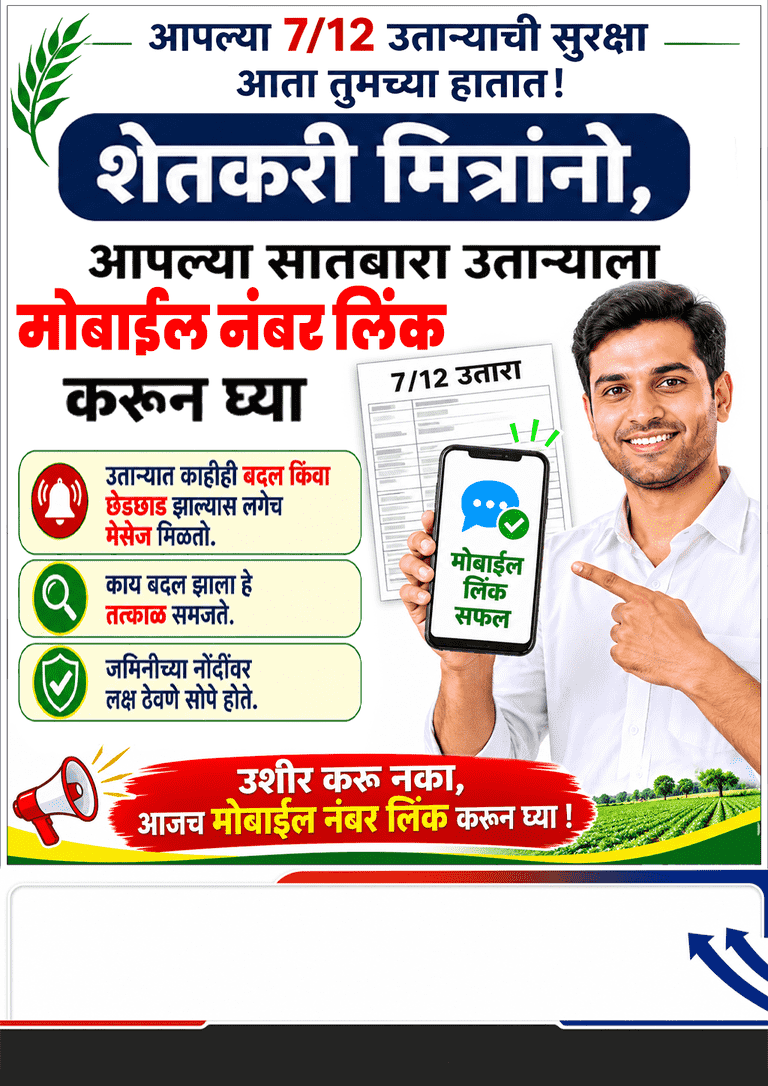 आपल्या 7/12 उताऱ्याची सुरक्षा
आता तुमच्या हातात!
शेतकरी मित्रांनो,
आपल्या सातबारा उताऱ्याला
मोबाईल नंबर लिंक
करून घ्या
7/12 उतारा
उताऱ्यात काहीही बदल किंवा
छेडछाड झाल्यास लगेच
मेसेज मिळतो.
मोबाईल
लिंक
सफल
काय बदल झाला हे
तत्काळ समजते.
जमिनीच्या नोंदींवर
लक्ष ठेवणे सोपे होते.
उशीर करू नका,
आजच मोबाईल नंबर लिंक करून घ्या !